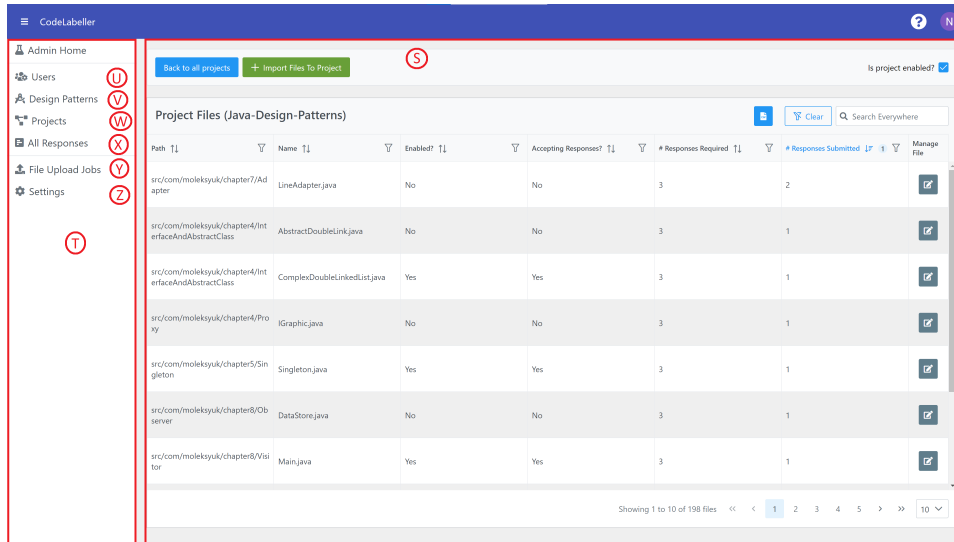 CodeLabeller
?
N
Admin Home
Users
Design Patterns
Projects
All Responses
File Upload Jobs
Settings
U
V
W
X
Y
Z
T
S
Back to all projects
+ Import Files To Project
Is project enabled?
Project Files (Java-Design-Patterns)
Clear
Search Everywhere
Path Name Enabled? Accepting Responses? # Responses Required # Responses Submitted 1 Manage
File
src/com/moleksyuk/chapter7/Ad
apter
LineAdapter.java No No 3 2
src/com/moleksyuk/chapter4/Int
erfaceAndAbstractClass
AbstractDoubleLink.java No No 3 1
src/com/moleksyuk/chapter4/Int
erfaceAndAbstractClass
ComplexDoubleLinkedList.java Yes Yes 3 1
src/com/moleksyuk/chapter4/Pro
xy
IGraphic.java No No 3 1
src/com/moleksyuk/chapter5/Sin
gleton
Singleton.java Yes Yes 3 1
src/com/moleksyuk/chapter8/Ob
server
DataStore.java No No 3 1
src/com/moleksyuk/chapter8/Visi
tor
Main.java Yes Yes 3 1
Showing 1 to 10 of 198 files « ‹ 1 2 3 4 5 › » 10